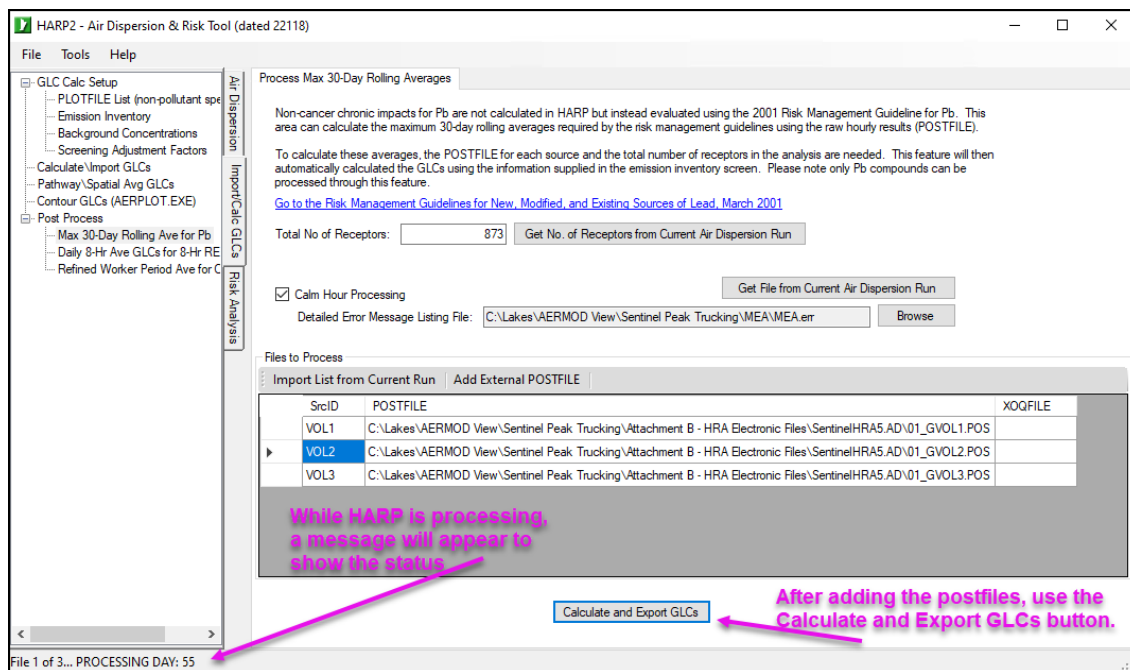 HARP2 - Air Dispersion & Risk Tool (dated 22118)
File Tools Help
GLC Calc Setup
PLOTFILE List (non-pollutant spe
Emission Inventory
Background Concentrations
Screening Adjustment Factors
Calculate\Import GLCs
Pathway\Spatial Avg GLCs
Contour GLCs (AERPLOT.EXE)
Post Process
Max 30-Day Rolling Ave for Pb
Daily 8-Hr Ave GLCs for 8-Hr RE
Refined Worker Period Ave for C
Air Dispersion
Import/Calc GLCs
Risk Analysis
Process Max 30-Day Rolling Averages
Non-cancer chronic impacts for Pb are not calculated in HARP but instead evaluated using the 2001 Risk Management Guideline for Pb. This
area can calculate the maximum 30-day rolling averages required by the risk management guidelines using the raw hourly results (POSTFILE).
To calculate these averages, the POSTFILE for each source and the total number of receptors in the analysis are needed. This feature will then
automatically calculated the GLCs using the information supplied in the emission inventory screen. Please note only Pb compounds can be
processed through this feature.
Go to the Risk Management Guidelines for New, Modified, and Existing Sources of Lead, March 2001
Total No of Receptors: 873 Get No. of Receptors from Current Air Dispersion Run
Get File from Current Air Dispersion Run
Calm Hour Processing
Detailed Error Message Listing File: C:\Lakes\AERMOD View\Sentinel Peak Trucking\MEA\MEA.err Browse
Files to Process
Import List from Current Run Add External POSTFILE
SrcID POSTFILE XOQFILE
VOL1 C:\Lakes\AERMOD View\Sentinel Peak Trucking\Attachment B - HRA Electronic Files\SentinelHRA5.AD\01_GVOL1.POS
VOL2 C:\Lakes\AERMOD View\Sentinel Peak Trucking\Attachment B - HRA Electronic Files\SentinelHRA5.AD\01_GVOL2.POS
VOL3 C:\Lakes\AERMOD View\Sentinel Peak Trucking\Attachment B - HRA Electronic Files\SentinelHRA5.AD\01_GVOL3.POS
While HARP is processing,
a message will appear to
show the status
Calculate and Export GLCs
After adding the postfiles, use the
Calculate and Export GLCs button.
File 1 of 3... PROCESSING DAY: 55